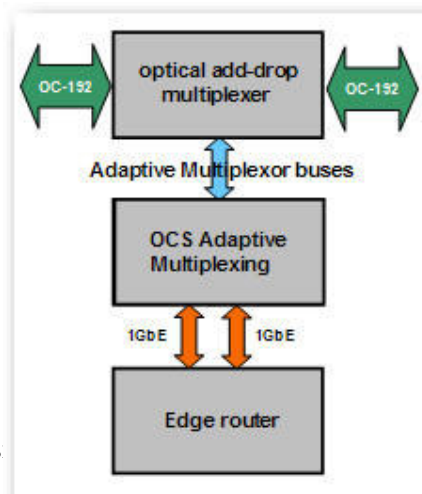 optical add-drop
multiplexer
OC-192
OC-192
Adaptive Multiplexor buses
OCS Adaptive
Multiplexing
1GbE
1GbE
Edge router